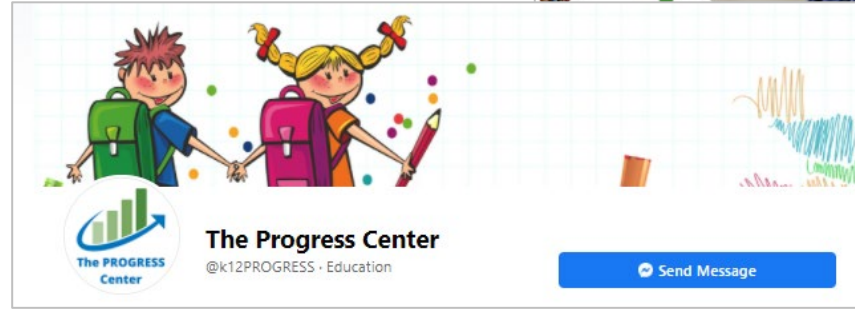 The PROGRESS
Center
The Progress Center
@k12PROGRESS · Education
Send Message